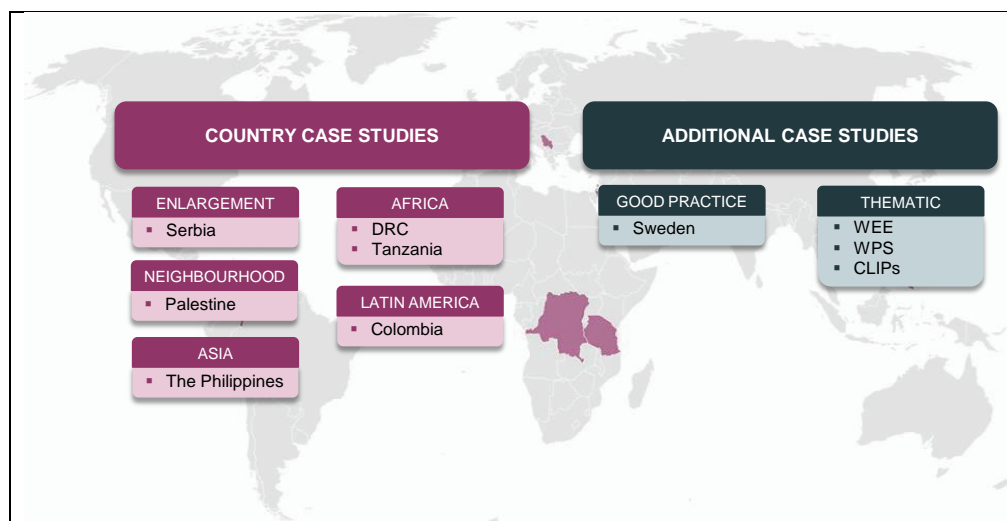 COUNTRY CASE STUDIES
ENLARGEMENT
▪ Serbia
NEIGHBOURHOOD
▪ Palestine
ASIA
▪ The Philippines
AFRICA
▪ DRC
▪ Tanzania
LATIN AMERICA
▪ Colombia
ADDITIONAL CASE STUDIES
GOOD PRACTICE
▪ Sweden
THEMATIC
▪ WEE
▪ WPS
▪ CLIPs